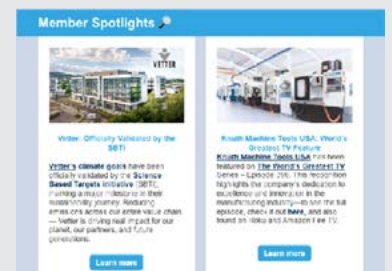 Member Spotlights
VETTER
Vetter: Officially Validated by the
SBTi
Vetter's climate goals have been
officially validated by the Science
Based Targets initiative (SBTi),
marking a major milestone in their
sustainability journey. Reducing
emissions across our entire value chain
— Vetter is driving real impact for our
planet, our partners, and future
generations.
Learn more
Knuth Machine Tools USA: World's
Greatest TV Feature
Knuth Machine Tools USA has been
featured on The World's Greatest TV
Series – Episode
This recognition
highlights the company's dedication to
excellence and innovation in the
manufacturing industry—to see the full
episode, check it out here, and also
found on Roku and Amazon Fire TV.
Learn more